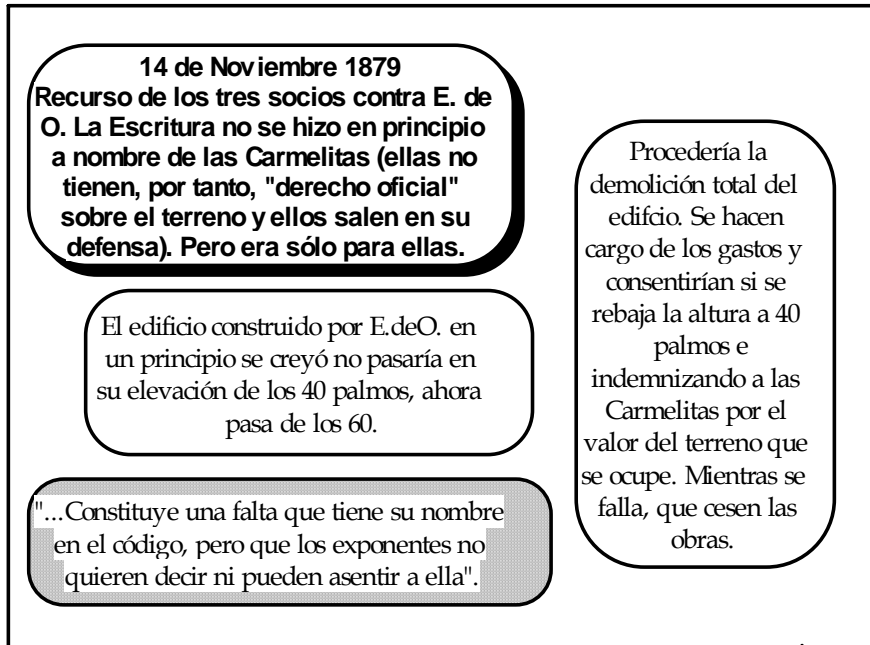 14 de Noviembre 1879
Recurso de los tres socios contra E. de
O. La Escritura no se hizo en principio
a nombre de las Carmelitas (ellas no
tienen, por tanto, "derecho oficial"
sobre el terreno y ellos salen en su
defensa). Pero era sólo para ellas.
El edificio construido por E.deO. en
un principio se creyó no pasaría en
su elevación de los 40 palmos, ahora
pasa de los 60.
"...Constituye una falta que tiene su nombre
en el código, pero que los exponentes no
quieren decir ni pueden asentir a ella".
Procedería la
demolición total del
edifcio. Se hacen
cargo de los gastos y
consentirían si se
rebaja la altura a 40
palmos e
indemnizando a las
Carmelitas por el
valor del terreno que
se ocupe. Mientras se
falla, que cesen las
obras.